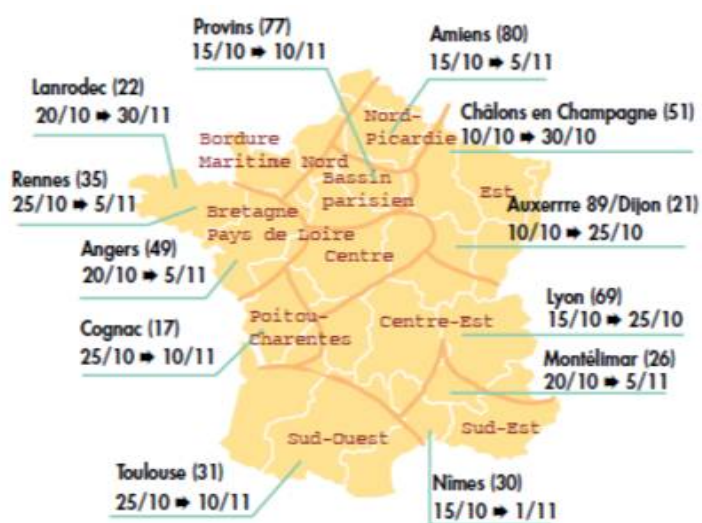 Provins (77)
15/10 ➨ 10/11
Amiens (80)
15/10 ➨ 5/11
Lanrodec (22)
20/10 ➨ 30/11
Châlons en Champagne (51)
10/10 ➨ 30/10
Nord-
Picardie
Bordure
Maritime Nord
Bassin
parisien
Est
Rennes (35)
25/10 ➨ 5/11
Bretagne
Pays de Loire
Auxerrre 89/Dijon (21)
10/10 ➨ 25/10
Angers (49)
20/10 ➨ 5/11
Centre
Lyon (69)
15/10 ➨ 25/10
Cognac (17)
25/10 ➨ 10/11
Poitou-
Charentes
Centre-Est
Montélimar (26)
20/10 ➨ 5/11
Sud-Est
Sud-Ouest
Toulouse (31)
25/10 ➨ 10/11
Nîmes (30)
15/10 ➨ 1/11